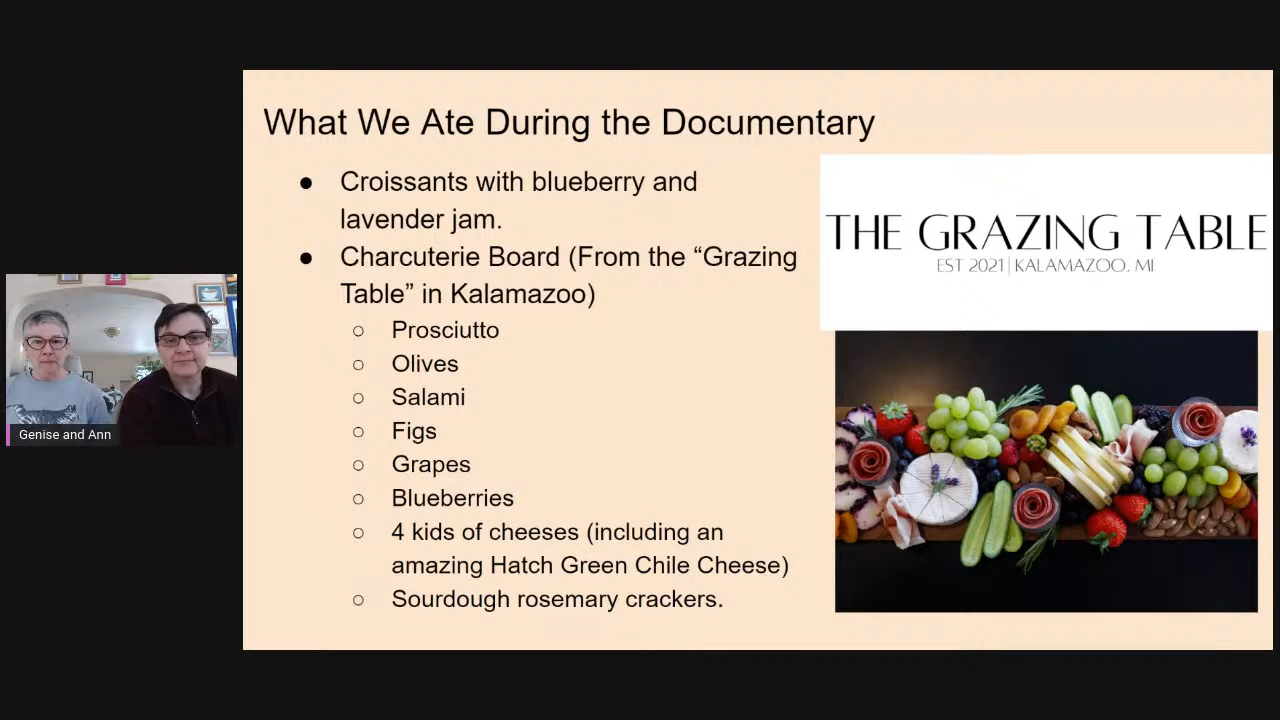 What We Ate During the Documentary
● Croissants with blueberry and
lavender jam.
● Charcuterie Board (From the “Grazing
Table” in Kalamazoo)
○ Prosciutto
○ Olives
○ Salami
○ Figs
○ Grapes
○ Blueberries
○ 4 kids of cheeses (including an
amazing Hatch Green Chile Cheese)
○ Sourdough rosemary crackers.
THE GRAZING TABLE
EST 2021 | KALAMAZOO, MI
Genise and Ann